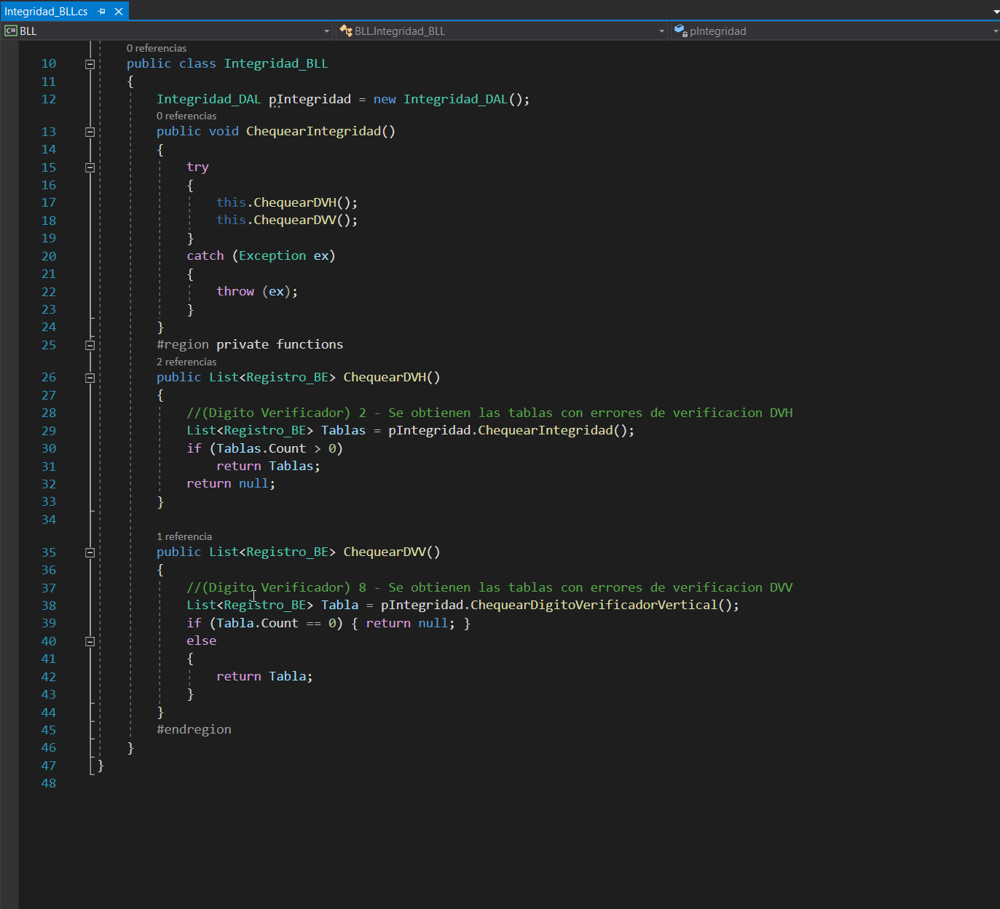 Integridad_BLL.cs
C# BLL
BLL.Integridad_BLL
pIntegridad
0 referencias
10 public class Integridad_BLL
11 {
12 Integridad_DAL pIntegridad = new Integridad_DAL();
0 referencias
13 public void ChequearIntegridad()
14 {
15 try
16 {
17 this.ChequearDVH();
18 this.ChequearDVV();
19 }
20 catch (Exception ex)
21 {
22 throw (ex);
23 }
24 }
25 #region private functions
2 referencias
26 public List<Registro_BE> ChequearDVH()
27 {
28 //(Digito Verificador) 2 - Se obtienen las tablas con errores de verificacion DVH
29 List<Registro_BE> Tablas = pIntegridad.ChequearIntegridad();
30 if (Tablas.Count > 0)
31 return Tablas;
32 return null;
33 }
34
1 referencia
35 public List<Registro_BE> ChequearDVV()
36 {
37 //(Digito Verificador) 8 - Se obtienen las tablas con errores de verificacion DVV
38 List<Registro_BE> Tabla = pIntegridad.ChequearDigitoVerificadorVertical();
39 if (Tabla.Count == 0) { return null; }
40 else
41 {
42 return Tabla;
43 }
44 }
45 #endregion
46 }
47 }
48